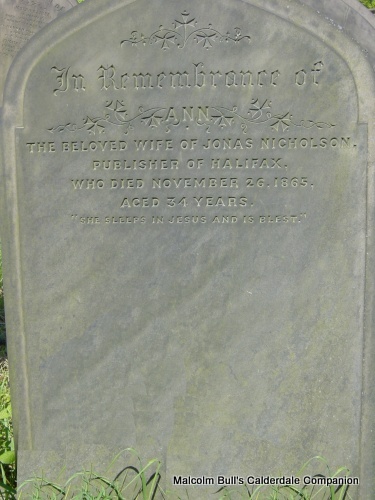 In Remembrance of
ANN
THE BELOVED WIFE OF JONAS NICHOLSON,
PUBLISHER OF HALIFAX.
WHO DIED NOVEMBER 26, 1865,
AGED 34 YEARS.
"SHE SLEEPS IN JESUS AND IS BLEST."
Malcolm Bull's Calderdale Companion